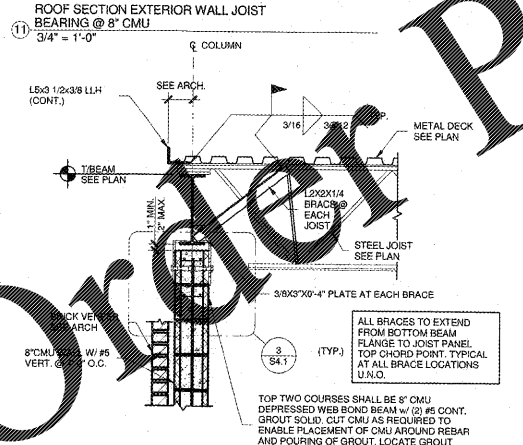 ROOF SECTION EXTERIOR WALL JOIST
BEARING @ 8" CMU
11
3/4" = 1'-0"
℄ COLUMN
L5x3 1/2x3/8 LLH
(CONT.)
SEE ARCH.
3/16
TYP.
METAL DECK
SEE PLAN
T/BEAM
SEE PLAN
L2X2X1/4
BRACE @
EACH
JOIST
1" MIN.
2" MAX.
STEEL JOIST
SEE PLAN
3/8X3"X0'-4" PLATE AT EACH BRACE
BRICK VENEER
SEE ARCH
ALL BRACES TO EXTEND
FROM BOTTOM BEAM
FLANGE TO JOIST PANEL
TOP CHORD POINT. TYPICAL
AT ALL BRACE LOCATIONS
U.N.O.
3
S4.1
(TYP.)
8"CMU WALL W/ #5
VERT. @ O.C.
TOP TWO COURSES SHALL BE 8" CMU
DEPRESSED WEB BOND BEAM w/ (2) #5 CONT.
GROUT SOLID. CUT CMU AS REQUIRED TO
ENABLE PLACEMENT OF CMU AROUND REBAR
AND POURING OF GROUT. LOCATE GROUT
Order P